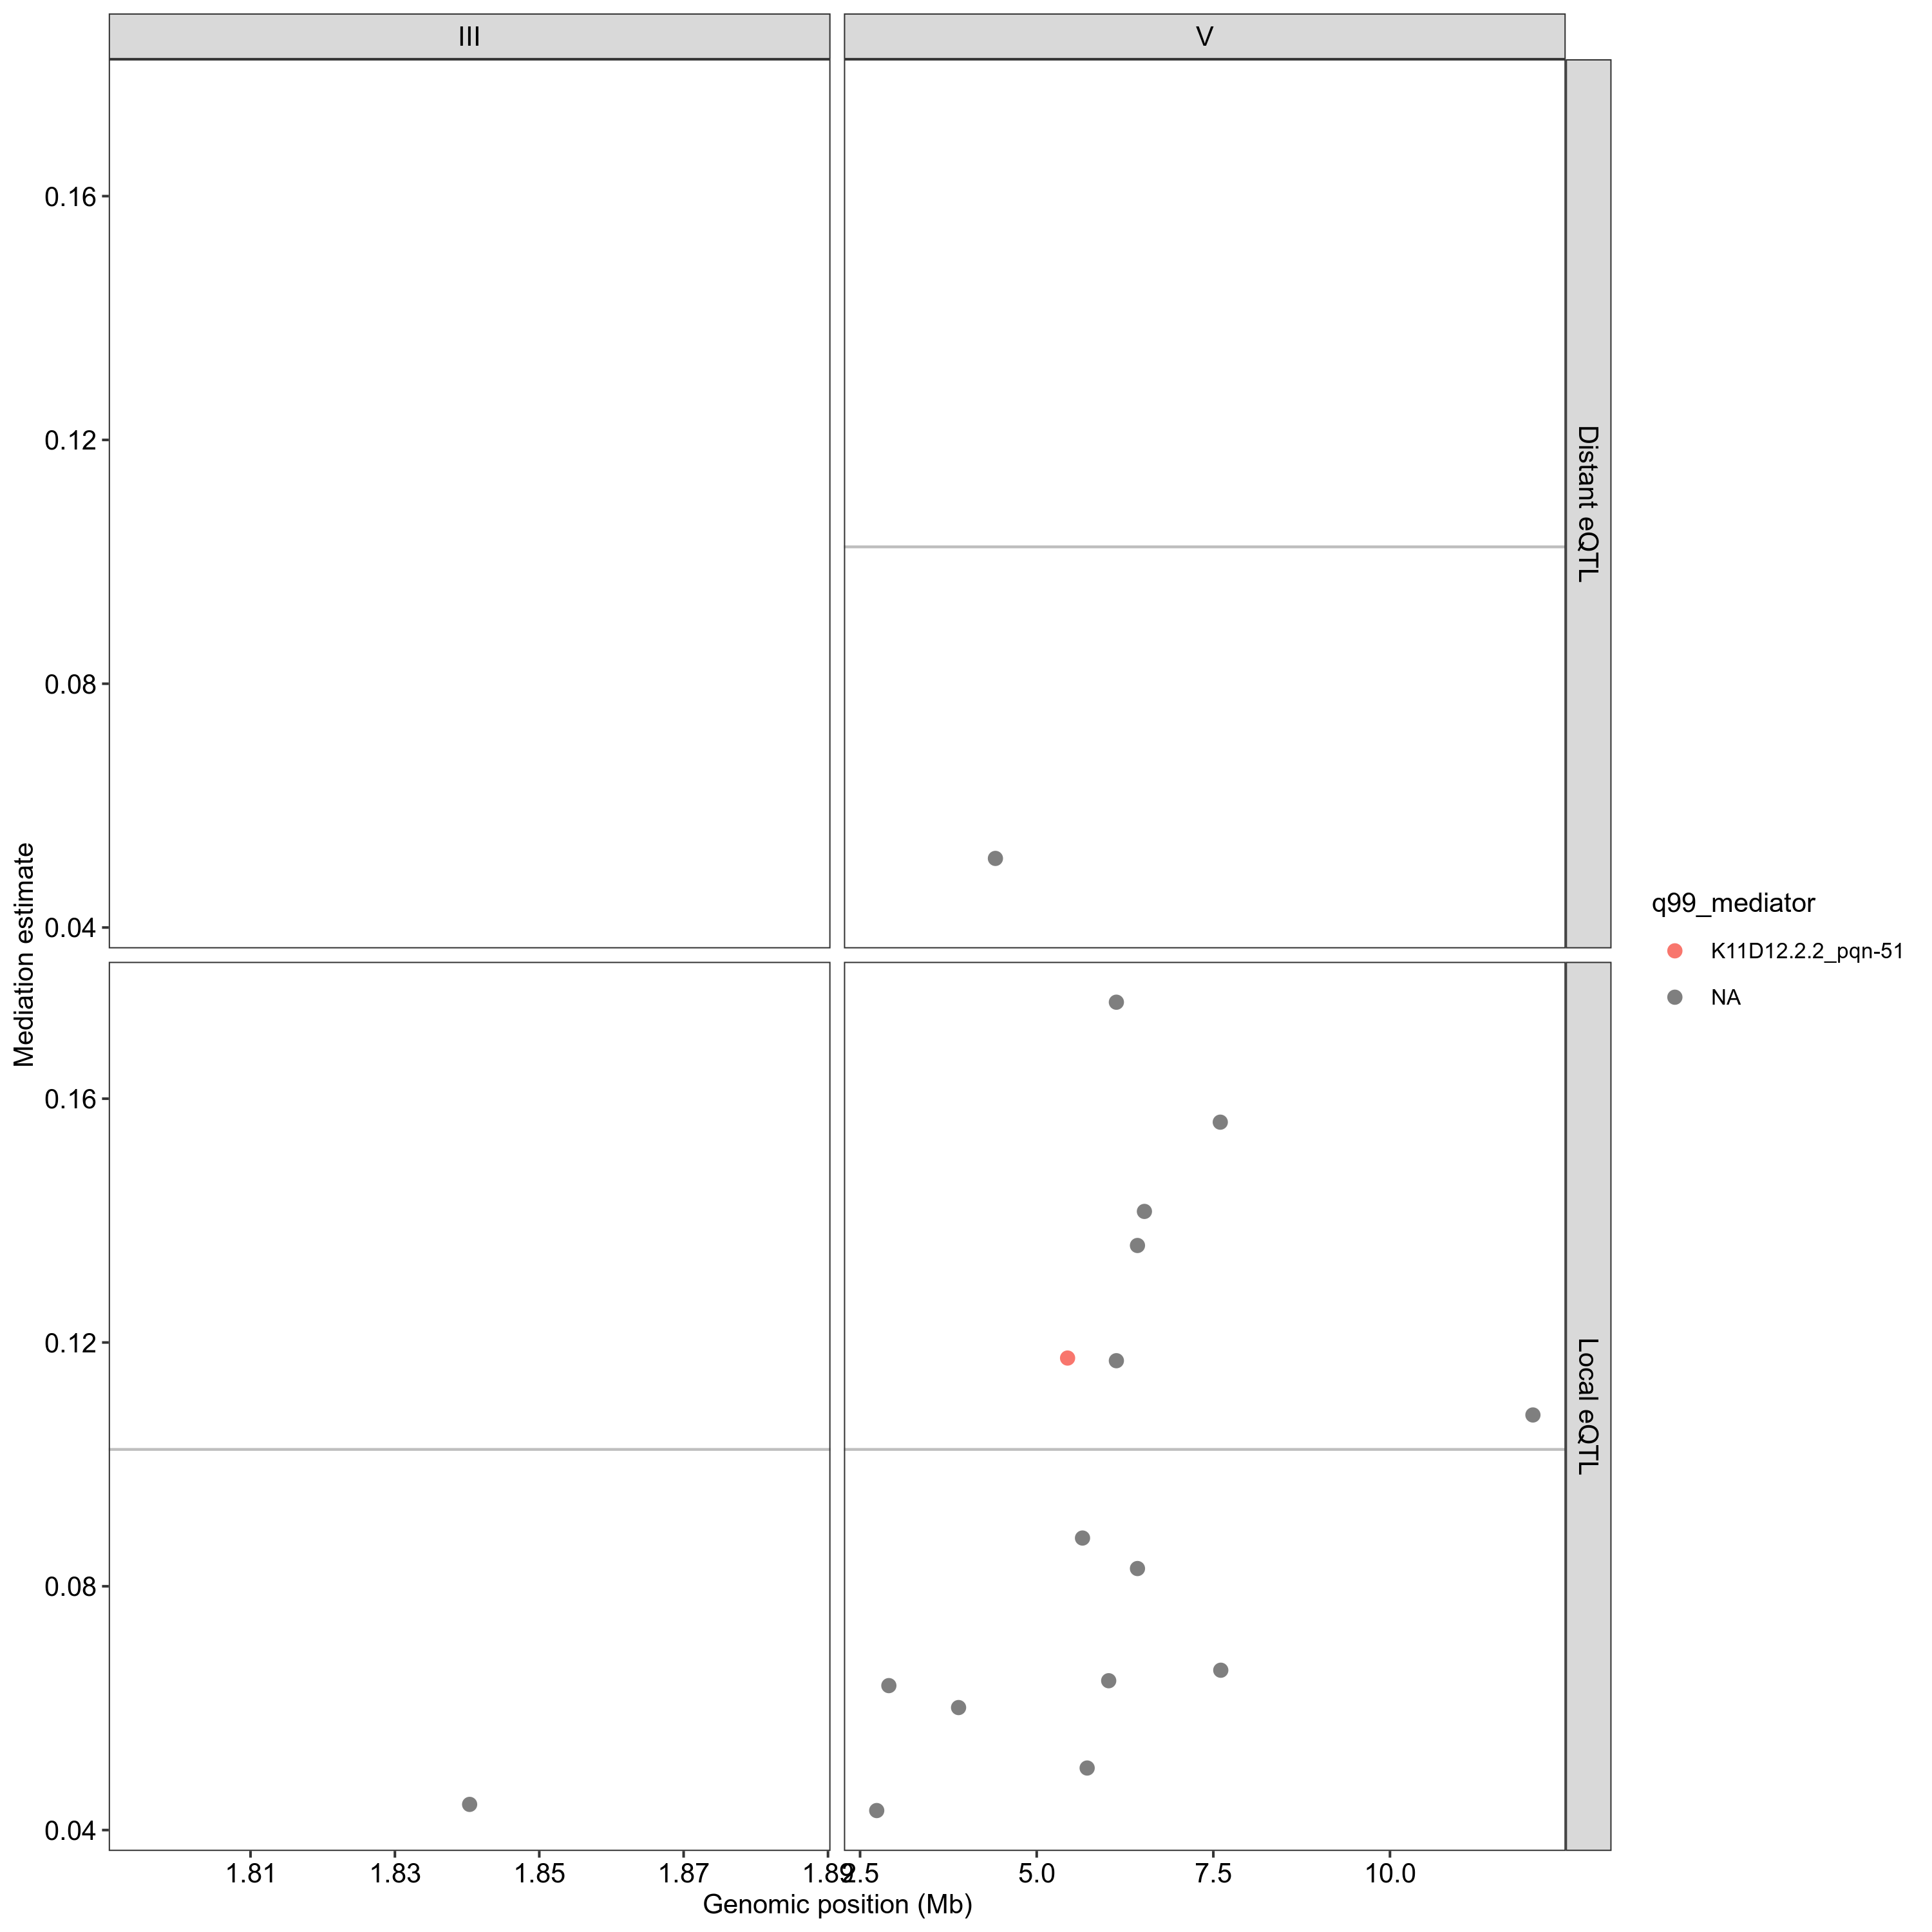 III
V
0.16
0.12
0.08
0.04
Distant eQTL
Mediation estimate
q99_mediator
K11D12.2.2_pqn-51
NA
0.16
0.12
0.08
0.04
Local eQTL
1.81 1.83 1.85 1.87 1.89 2.5 5.0 7.5 10.0
Genomic position (Mb)